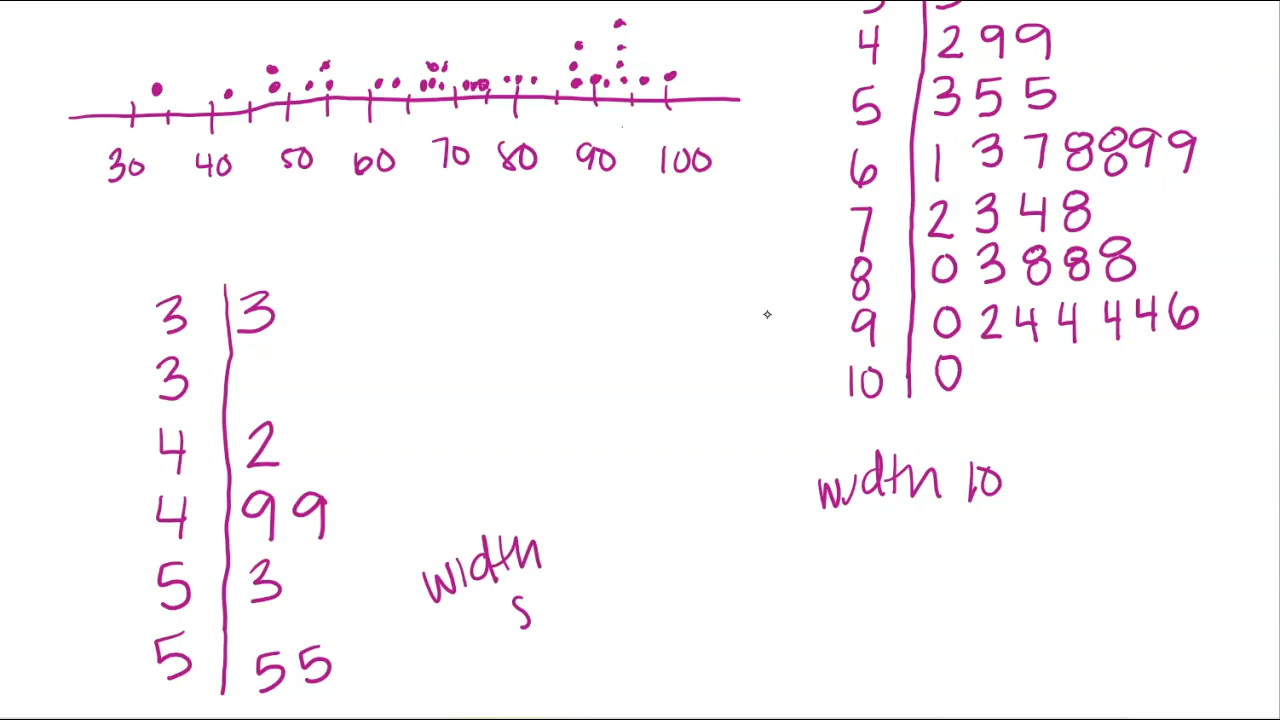 30 40 50 60 70 80 90 100
3 3
3
4 2
4 9 9
5 3
5 5 5
width
5
4 2 9 9
5 3 5 5
6 1 3 7 8 8 9 9
7 2 3 4 8
8 0 3 8 8 8
9 0 2 4 4 4 4 6
10 0
width 10